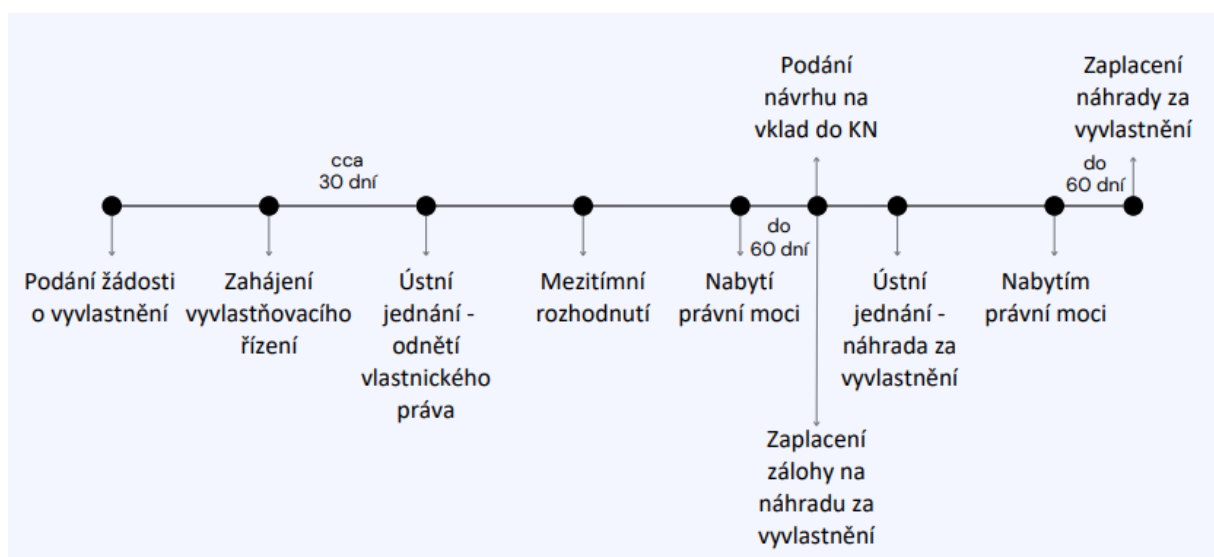 Podání
návrhu na
vklad do KN
Zaplacení
náhrady za
vyvlastnění
cca
30 dní
do
60 dní
do
60 dní
Podání žádosti
o vyvlastnění
Zahájení
vyvlastňovacího
řízení
Ústní
jednání -
odnětí
vlastnického
práva
Mezitímní
rozhodnutí
Nabytí
právní moci
Ústní
jednání -
náhrada za
vyvlastnění
Nabytím
právní moci
Zaplacení
zálohy na
náhradu za
vyvlastnění